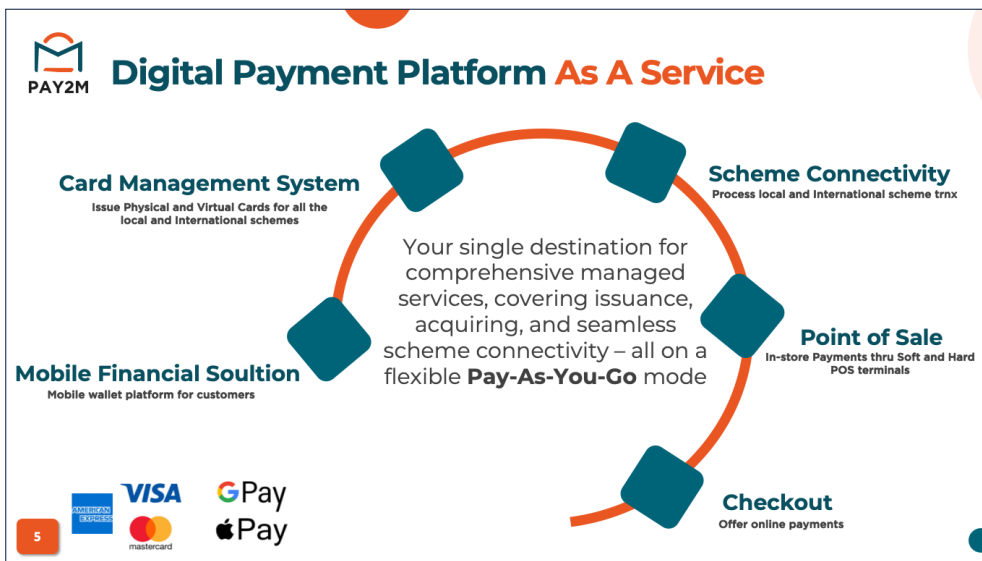 PAY2M
Digital Payment Platform As A Service
Card Management System
Issue Physical and Virtual Cards for all the
local and International schemes
Scheme Connectivity
Process local and International scheme trnx
Your single destination for
comprehensive managed
services, covering issuance,
acquiring, and seamless
scheme connectivity – all on a
flexible Pay-As-You-Go mode
Point of Sale
In-store Payments thru Soft and Hard
POS terminals
Mobile Financial Soultion
Mobile wallet platform for customers
Checkout
Offer online payments
AMERICAN
EXPRESS
VISA
mastercard
G Pay
Pay
5